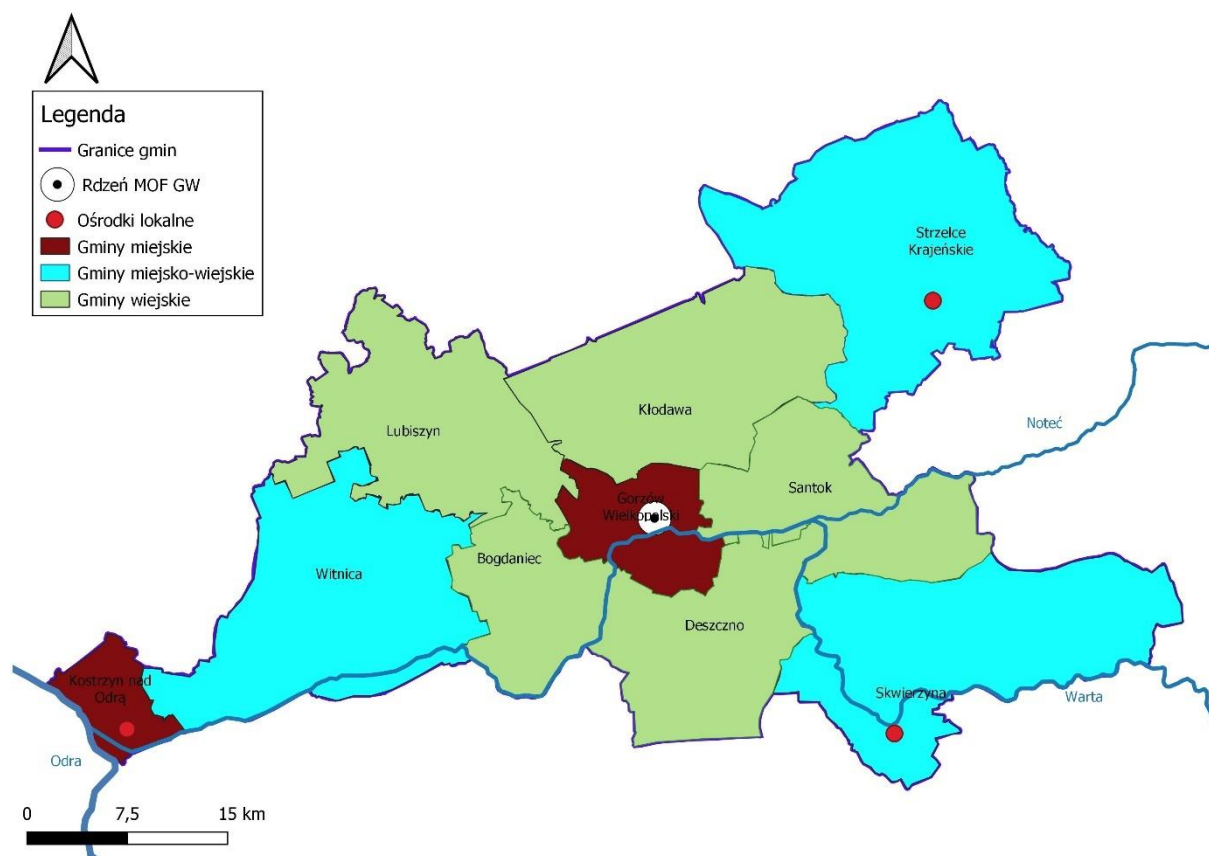 Legenda
Granice gmin
Rdzeń MOF GW
Ośrodki lokalne
Gminy miejskie
Gminy miejsko-wiejskie
Gminy wiejskie
Strzelce
Krajeńskie
Kłodawa
Noteć
Lubiszyn
Santok
Gorzów
Wielkopolski
Bogdaniec
Witnica
Deszczno
Kostrzyn nad
Odrą
Skwierzyna
Warta
Odra
0 7,5 15 km